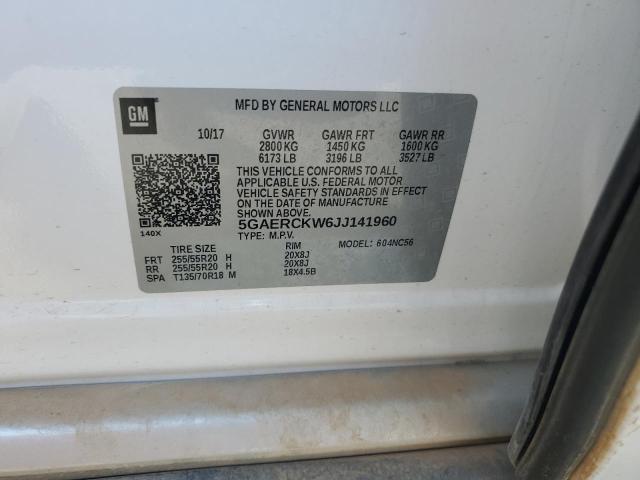 GM
MFD BY GENERAL MOTORS LLC
10/17 GVWR GAWR FRT GAWR RR
2800 KG 1450 KG 1600 KG
6173 LB 3196 LB 3527 LB
THIS VEHICLE CONFORMS TO ALL
APPLICABLE U.S. FEDERAL MOTOR
VEHICLE SAFETY STANDARDS IN EFFECT
ON THE DATE OF MANUFACTURE
SHOWN ABOVE.
5GAERCKW6JJ141960
140X
TYPE: M.P.V.
TIRE SIZE RIM MODEL: 604NC56
FRT 255/55R20 H 20X8J
RR 255/55R20 H 20X8J
SPA T135/70R18 M 18X4.5B